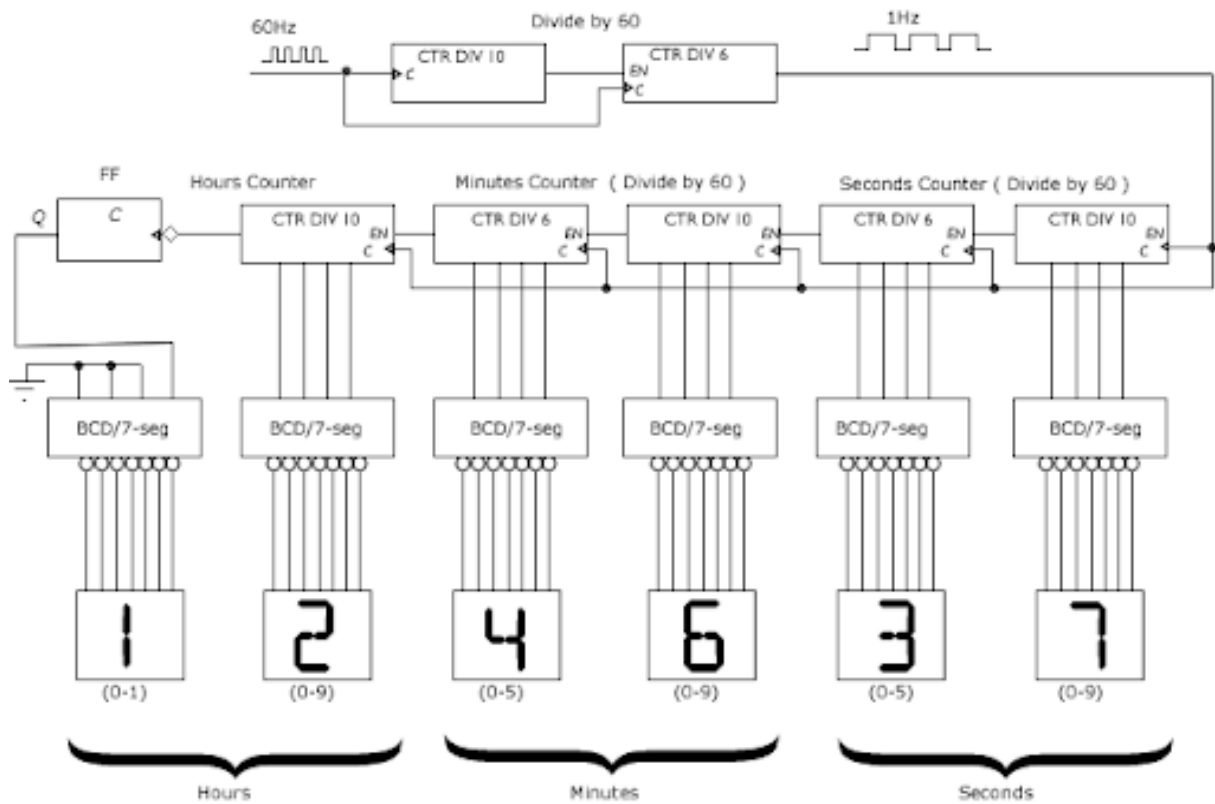 Divide by 60
60Hz
1Hz
CTR DIV 10
C
CTR DIV 6
EN
C
FF
Hours Counter
Minutes Counter ( Divide by 60 )
Seconds Counter ( Divide by 60 )
Q
C
CTR DIV 10
EN
C
CTR DIV 6
EN
C
CTR DIV 10
EN
C
CTR DIV 6
EN
C
CTR DIV 10
C
BCD/7-seg
BCD/7-seg
BCD/7-seg
BCD/7-seg
BCD/7-seg
BCD/7-seg
1
2
4
6
3
7
(0-1)
(0-9)
(0-5)
(0-9)
(0-5)
(0-9)
Hours
Minutes
Seconds